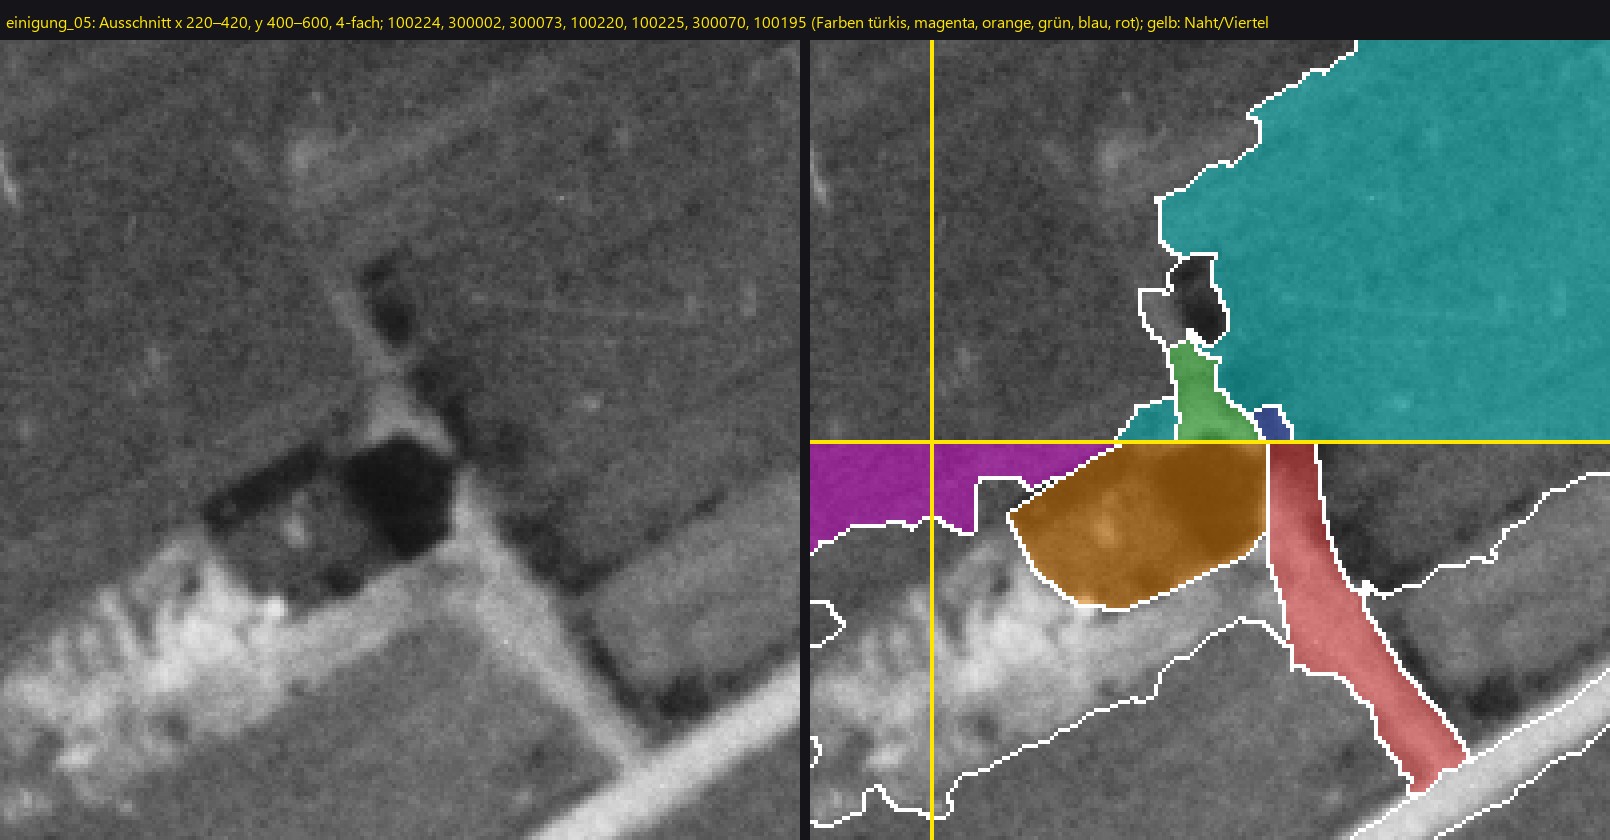 einigung_05: Ausschnitt x 220–420, y 400–600, 4-fach; 100224, 300002, 300073, 100220, 100225, 300070, 100195 (Farben türkis, magenta, orange, grün, blau, rot); gelb: Naht/Viertel